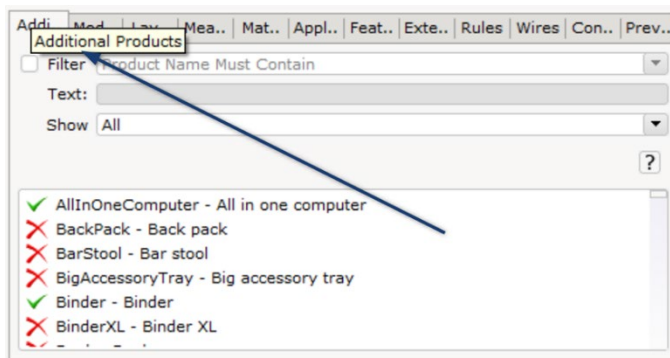 Addi.. Mod.. Lay.. Mea.. Mat.. Appl.. Feat.. Exte.. Rules Wires Con.. Prev..
Additional Products
Filter Product Name Must Contain
Text:
Show All
?
AllInOneComputer - All in one computer
BackPack - Back pack
BarStool - Bar stool
BigAccessoryTray - Big accessory tray
Binder - Binder
BinderXL - Binder XL